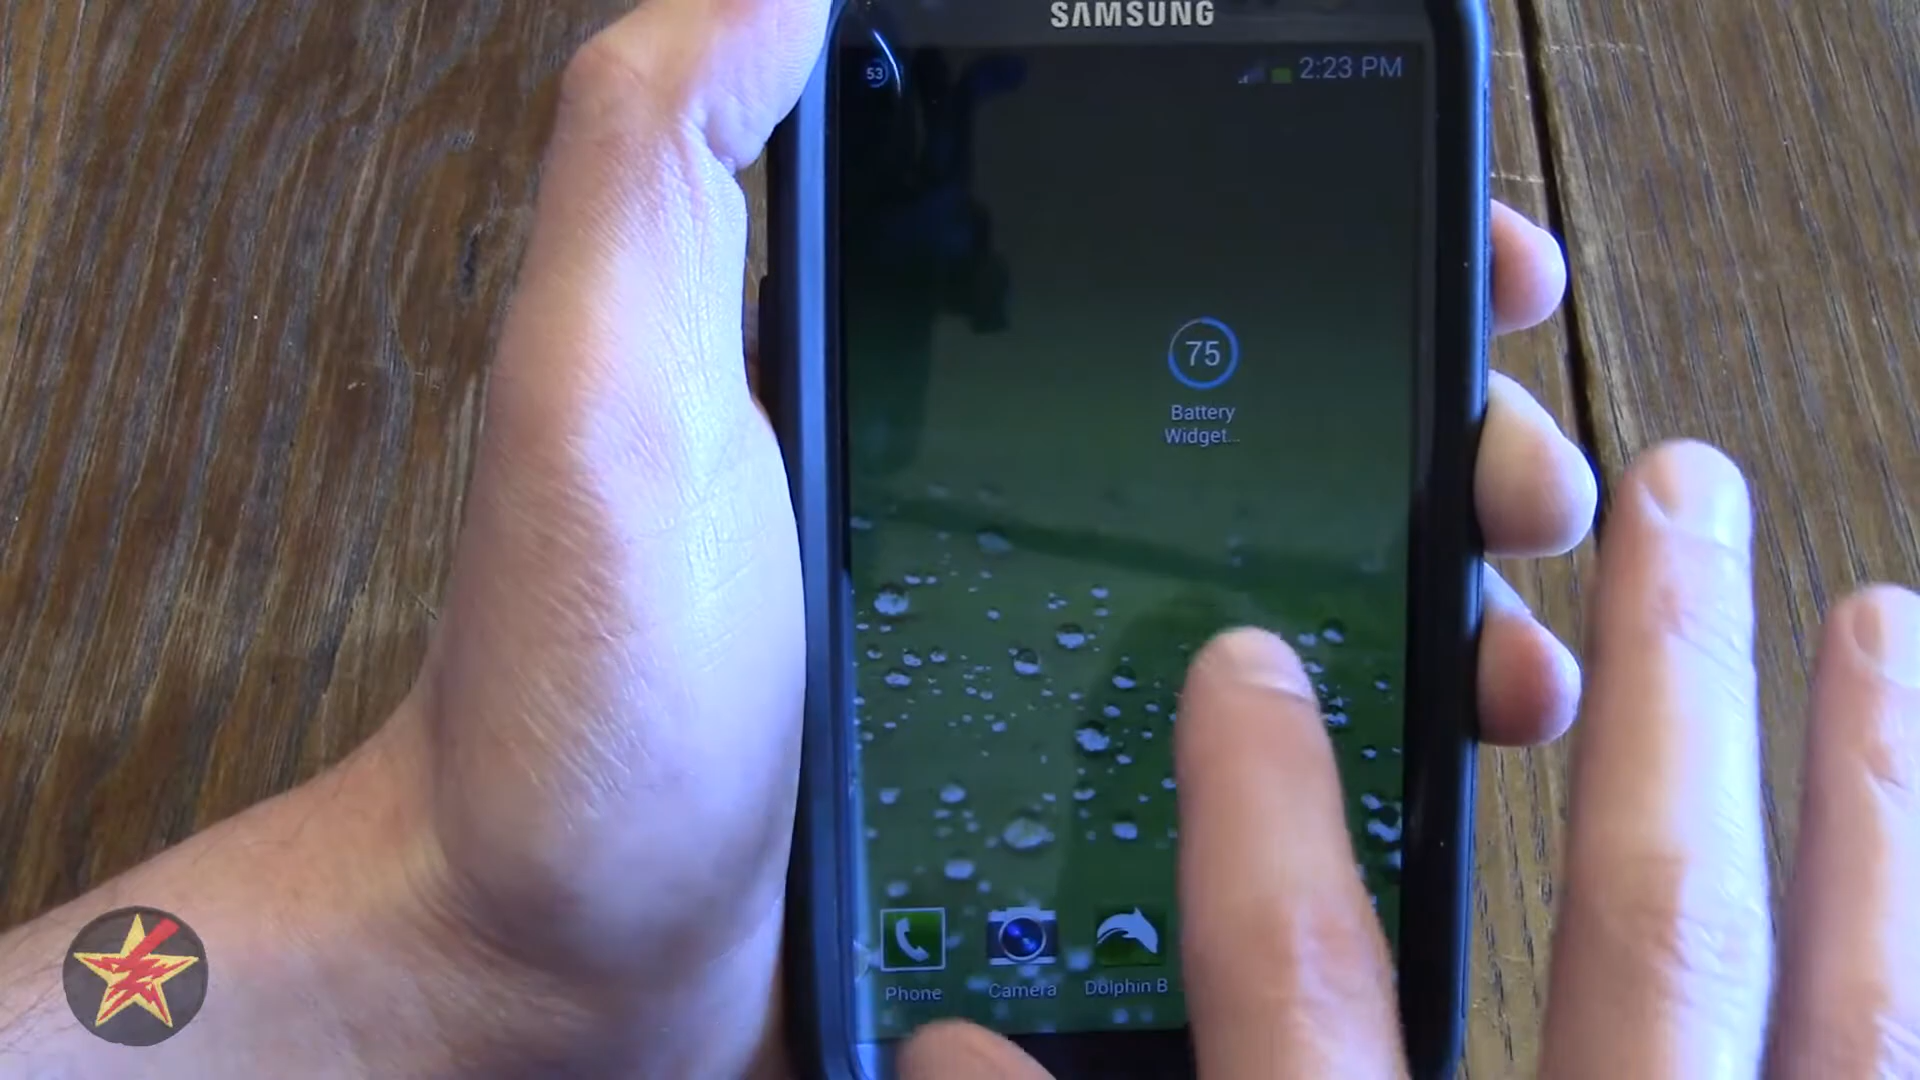 SAMSUNG
53
2:23 PM
75
Battery
Widget...
Phone
Camera
Dolphin B